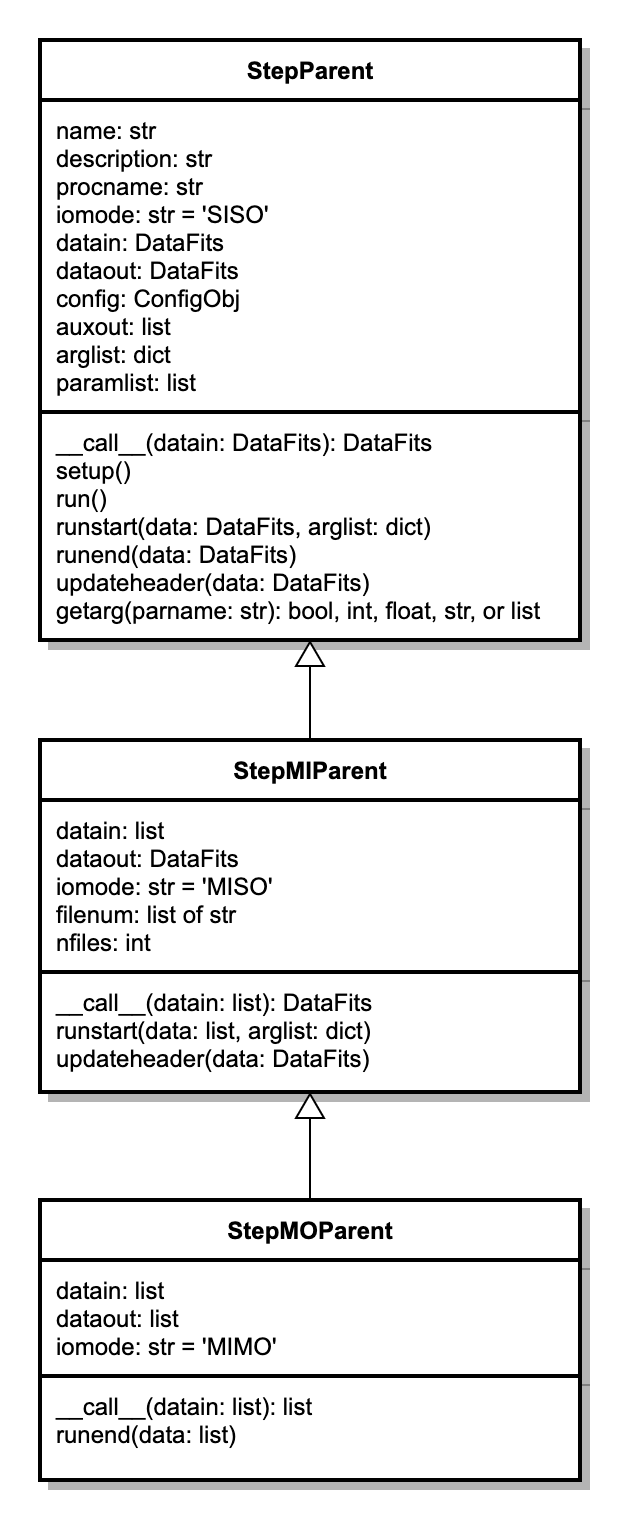 StepParent
name: str
description: str
procname: str
iomode: str = 'SISO'
datain: DataFits
dataout: DataFits
config: ConfigObj
auxout: list
arglist: dict
paramlist: list
__call__(datain: DataFits): DataFits
setup()
run()
runstart(data: DataFits, arglist: dict)
runend(data: DataFits)
updateheader(data: DataFits)
getarg(parname: str): bool, int, float, str, or list
StepMIParent
datain: list
dataout: DataFits
iomode: str = 'MISO'
filenum: list of str
nfiles: int
__call__(datain: list): DataFits
runstart(data: list, arglist: dict)
updateheader(data: DataFits)
StepMOParent
datain: list
dataout: list
iomode: str = 'MIMO'
__call__(datain: list): list
runend(data: list)